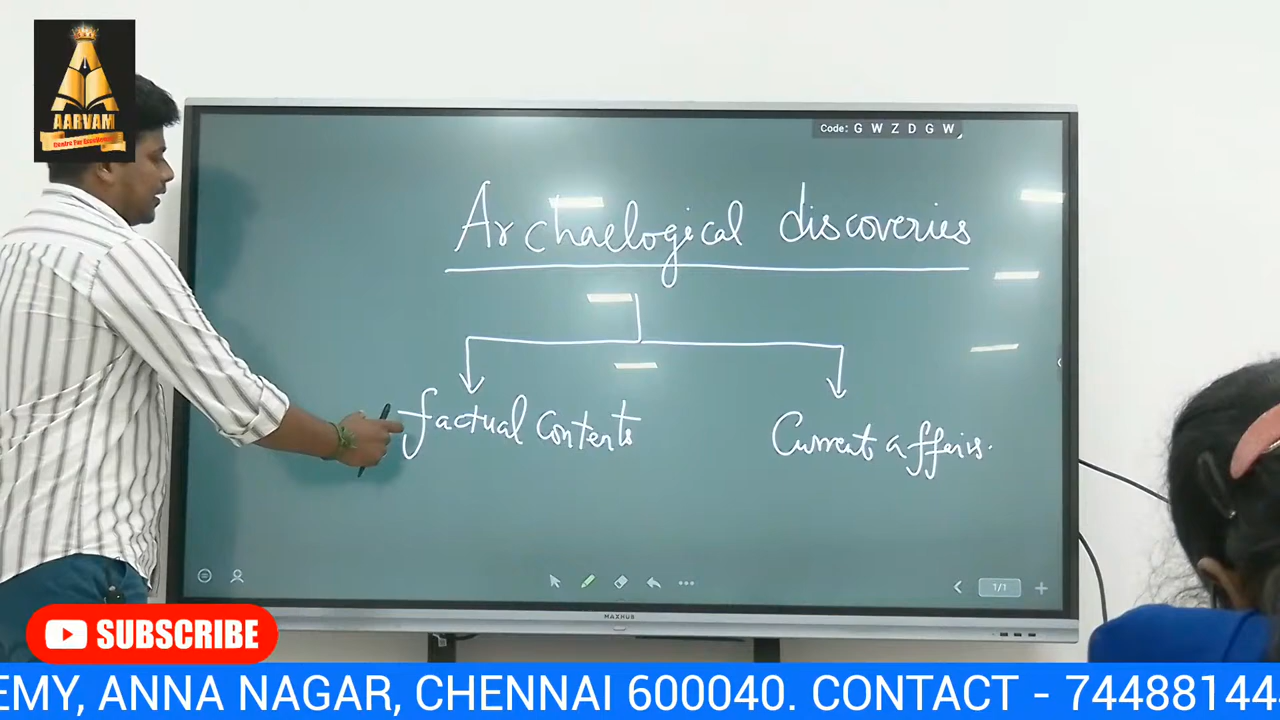 AARVAM
Centre For Excellence
Code: G W Z D G W
Archaelogical discoveries
factual contents
Current affairs.
1/1
MAXHUB
SUBSCRIBE
EMY, ANNA NAGAR, CHENNAI 600040. CONTACT - 74488144